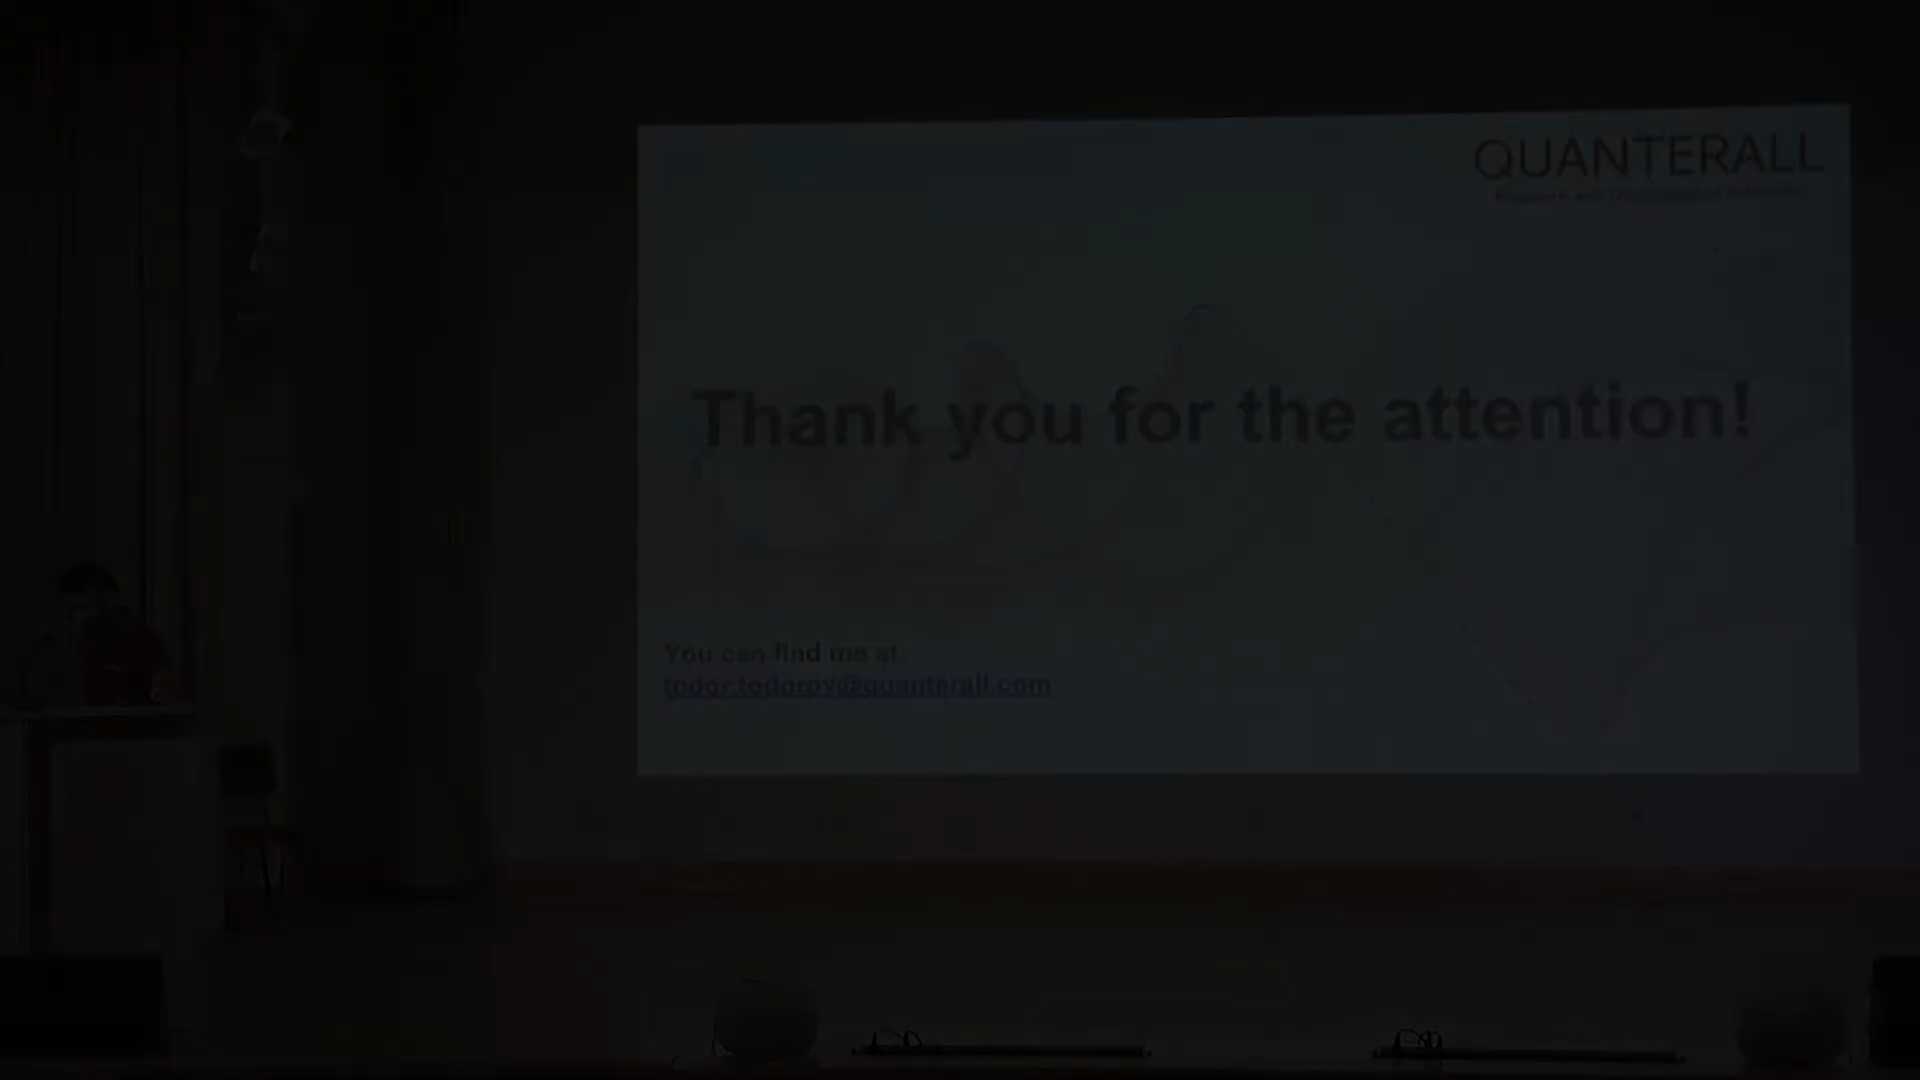 QUANTERALL
Thank you for the attention!
You can find me at:
todor.todorov@quanterall.com